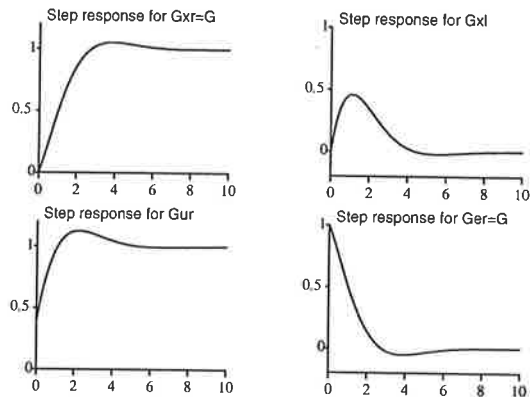 Step response for Gxr=G
1
0.5
0
0 2 4 6 8 10
Step response for Gxl
1
0.5
0
0 2 4 6 8 10
Step response for Gur
1
0,5
0
0 2 4 6 8 10
Step response for Ger=G
1
0,5
0
0 2 4 6 8 10